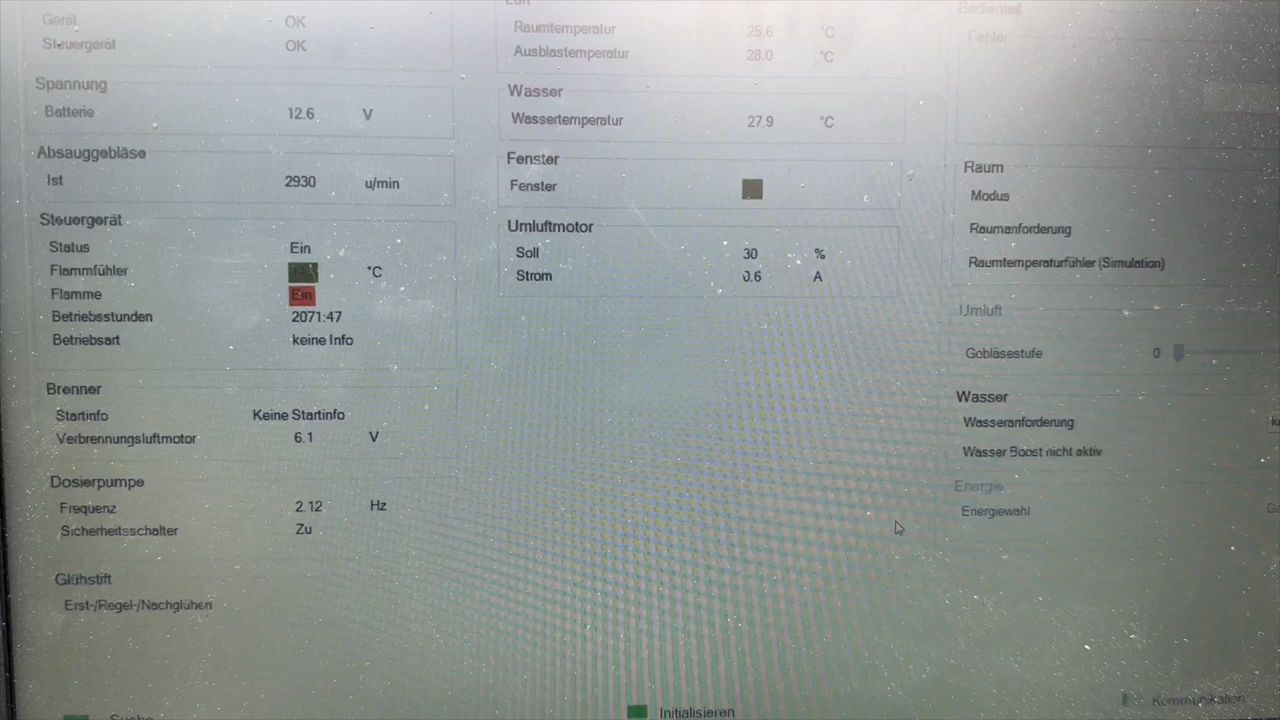 Gerät OK
Steuergerät OK
Spannung
Batterie 12.6 V
Absauggebläse
Ist 2930 u/min
Steuergerät
Status Ein
Flammfühler °C
Flamme Ein
Betriebsstunden 2071:47
Betriebsart keine Info
Brenner
Startinfo Keine Startinfo
Verbrennungsluftmotor 6.1 V
Dosierpumpe
Frequenz 2.12 Hz
Sicherheitsschalter Zu
Glühstift
Erst-/Regel-/Nachglühen
Luft
Raumtemperatur 25.6 °C
Ausblastemperatur 28.0 °C
Wasser
Wassertemperatur 27.9 °C
Fenster
Fenster
Umluftmotor
Soll 30 %
Strom 0.6 A
Bedienteil
Fehler
Raum
Modus
Raumanforderung
Raumtemperaturfühler (Simulation)
Umluft
Gebläsestufe 0
Wasser
Wasseranforderung
Wasser Boost nicht aktiv
Energie
Energiewahl
Suche
Initialisieren
Kommunikation